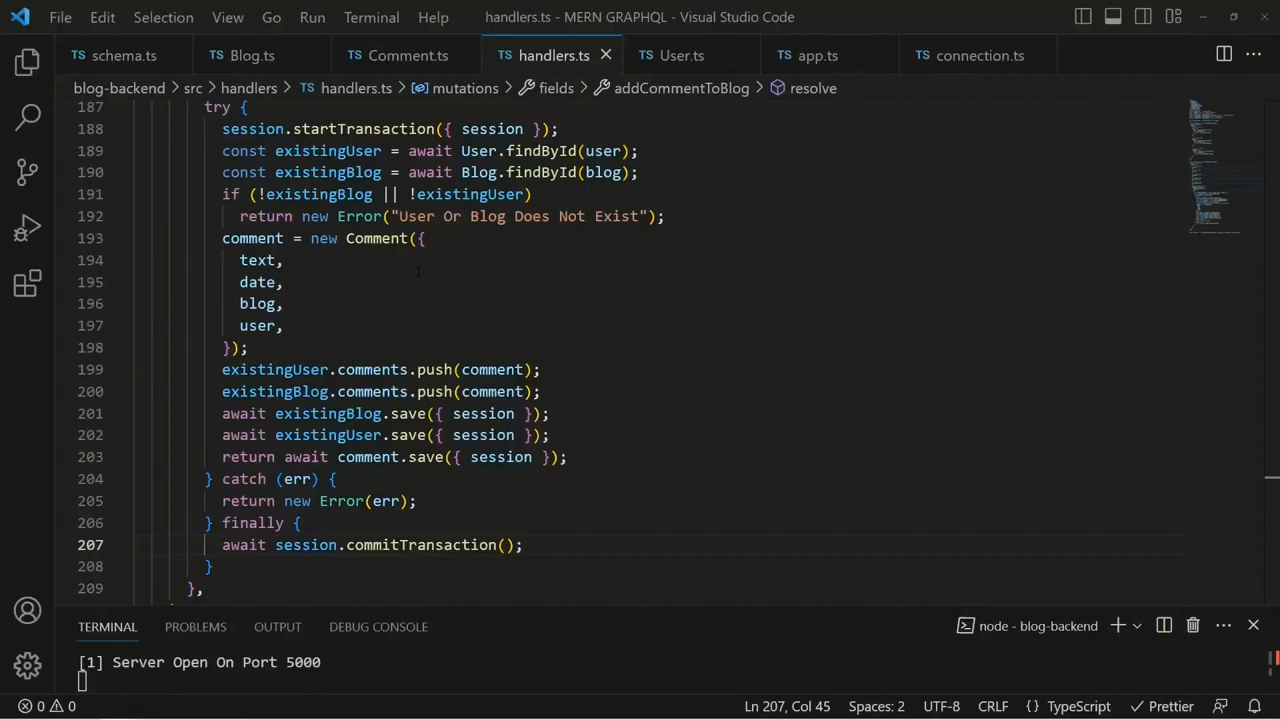 File Edit Selection View Go Run Terminal Help handlers.ts - MERN GRAPHQL - Visual Studio Code
TS schema.ts TS Blog.ts TS Comment.ts TS handlers.ts TS User.ts TS app.ts TS connection.ts
blog-backend > src > handlers > TS handlers.ts > mutations > fields > addCommentToBlog > resolve
187 try {
188 session.startTransaction({ session });
189 const existingUser = await User.findById(user);
190 const existingBlog = await Blog.findById(blog);
191 if (!existingBlog || !existingUser)
192 return new Error("User Or Blog Does Not Exist");
193 comment = new Comment({
194 text,
195 date,
196 blog,
197 user,
198 });
199 existingUser.comments.push(comment);
200 existingBlog.comments.push(comment);
201 await existingBlog.save({ session });
202 await existingUser.save({ session });
203 return await comment.save({ session });
204 } catch (err) {
205 return new Error(err);
206 } finally {
207 await session.commitTransaction();
208 }
209 },
TERMINAL PROBLEMS OUTPUT DEBUG CONSOLE node - blog-backend
[1] Server Open On Port 5000
0 0 Ln 207, Col 45 Spaces: 2 UTF-8 CRLF {} TypeScript Prettier